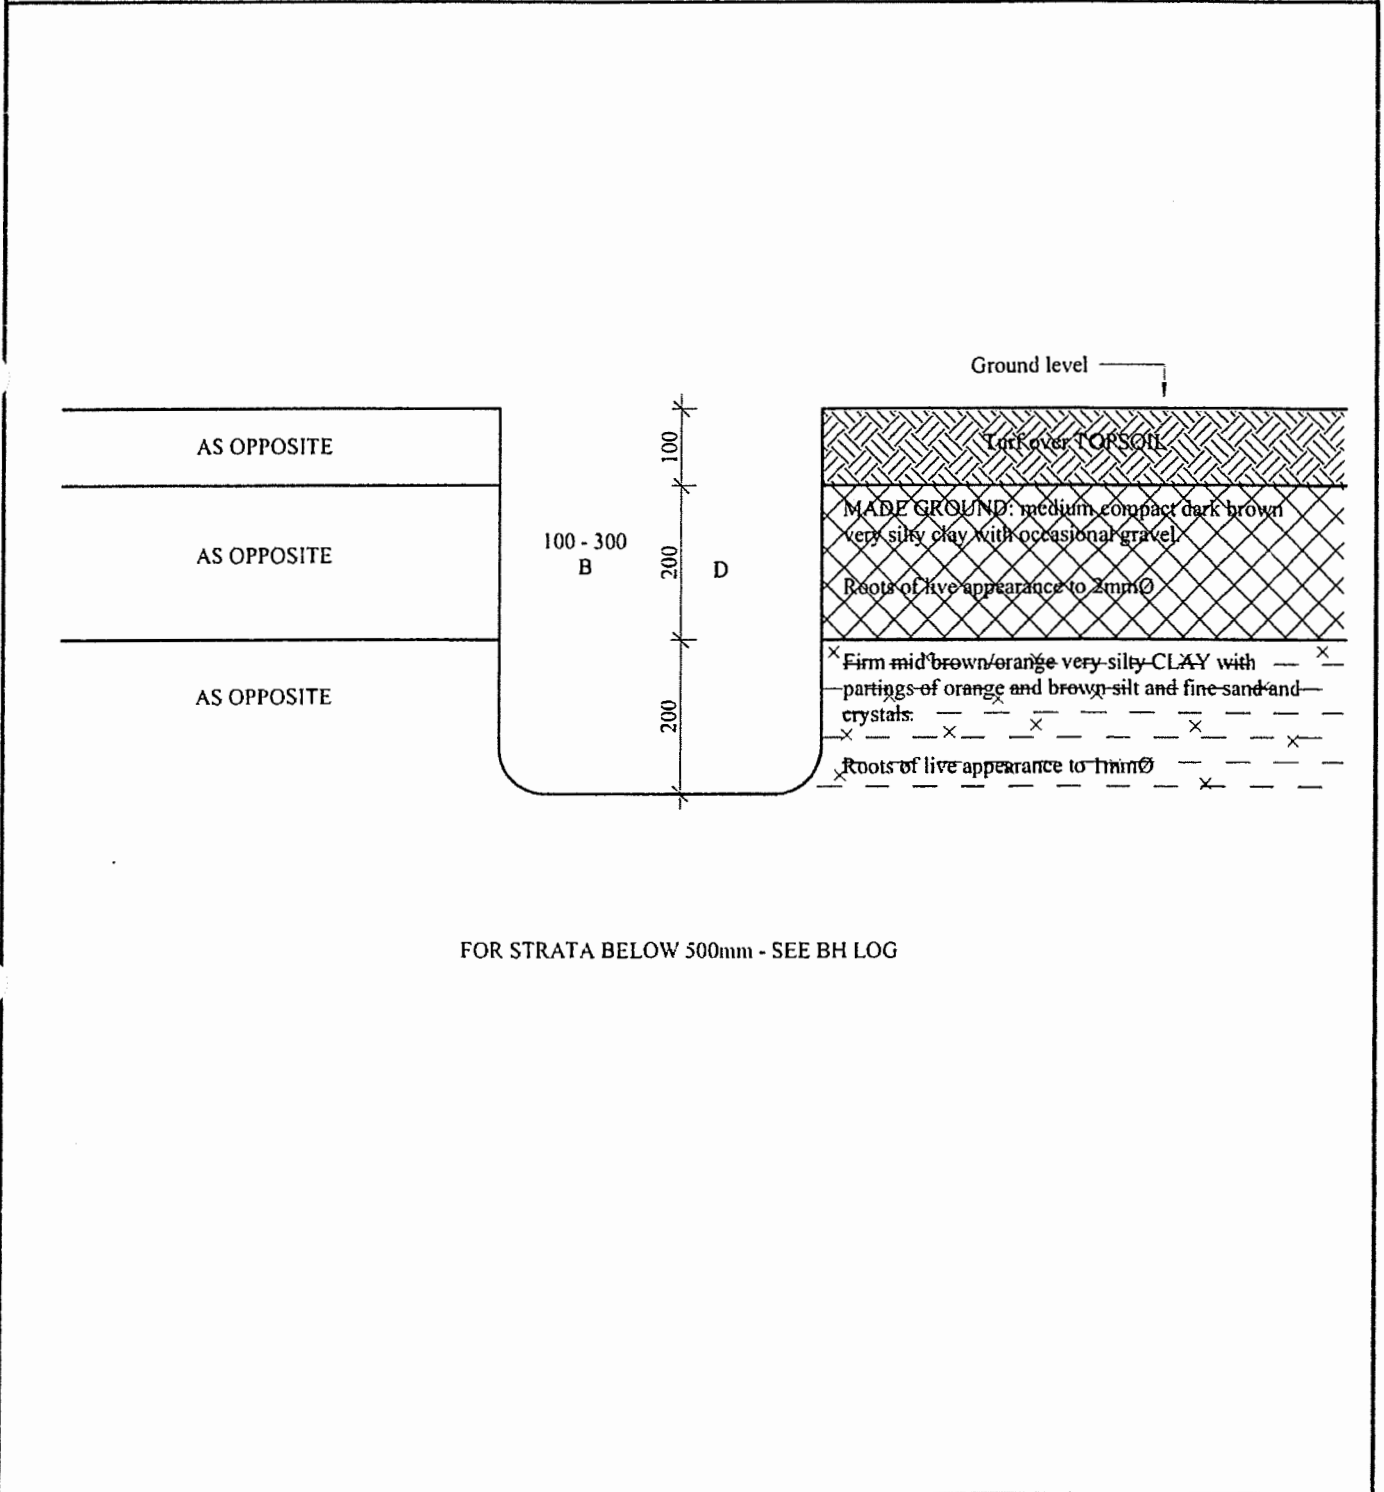 Ground level
AS OPPOSITE
100
Turf over TOPSOIL
AS OPPOSITE
100 - 300
B
200
D
MADE GROUND: medium compact dark brown
very silty clay with occasional gravel.
Roots of live appearance to 2mmØ
AS OPPOSITE
200
Firm mid brown/orange very silty CLAY with
partings of orange and brown silt and fine sand and
crystals.
Roots of live appearance to 1mmØ
FOR STRATA BELOW 500mm - SEE BH LOG